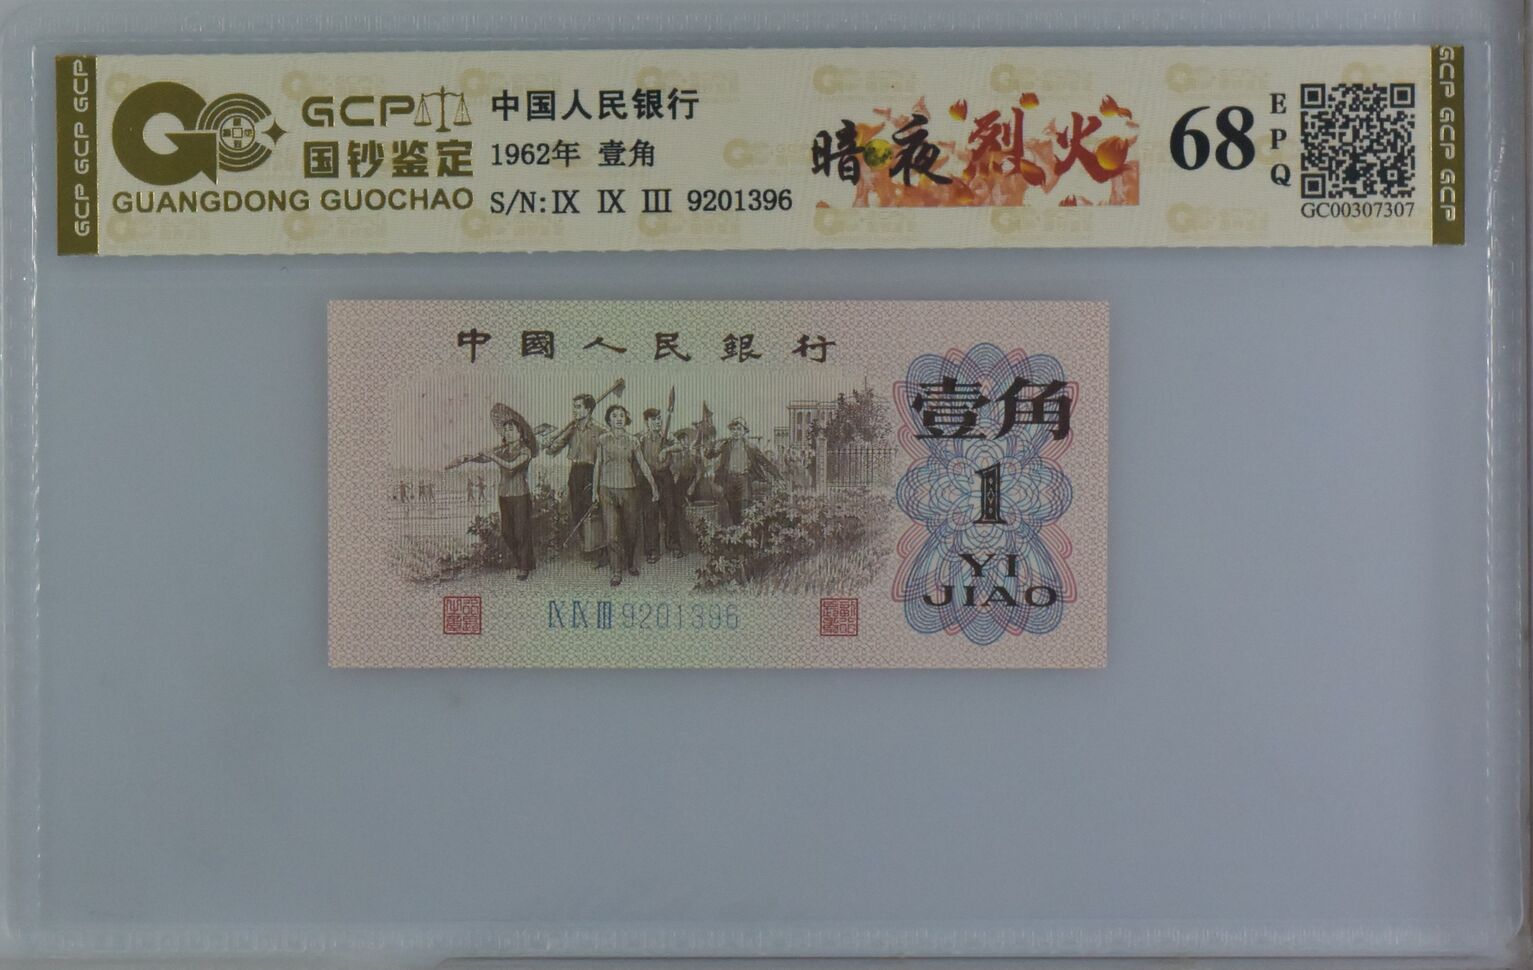 GCP GCP GCP
GCP
国钞鉴定
GUANGDONG GUOCHAO
中国人民银行
1962年 壹角
S/N: IX IX III 9201396
暗夜烈火
68
EPQ
GC00307307
GCP GCP GCP
中國人民銀行
壹角
1
YI
JIAO
IX IX III 9201396